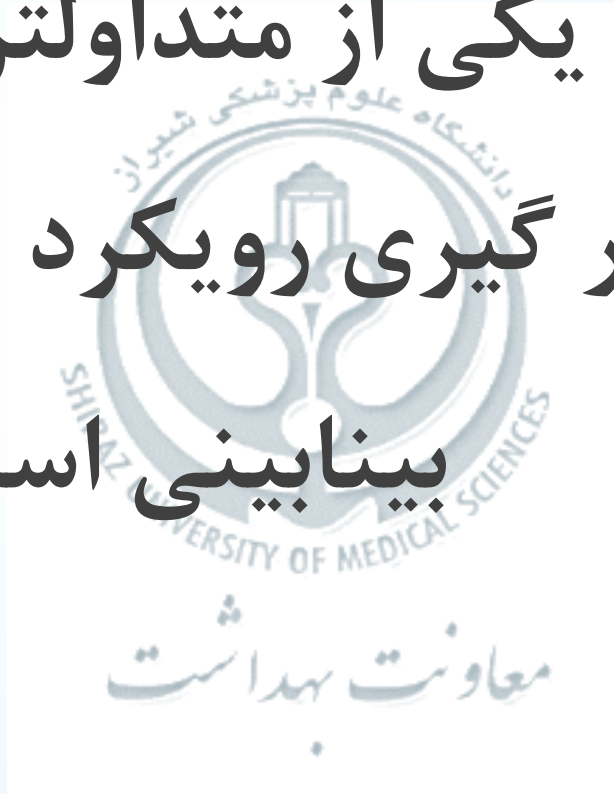 یکی از متداولتر
دانشگاه علوم پزشکی شیراز
ر گیری رویکرد
بینابینی اس
SHIRAZ UNIVERSITY OF MEDICAL SCIENCES
معاونت بهداشت